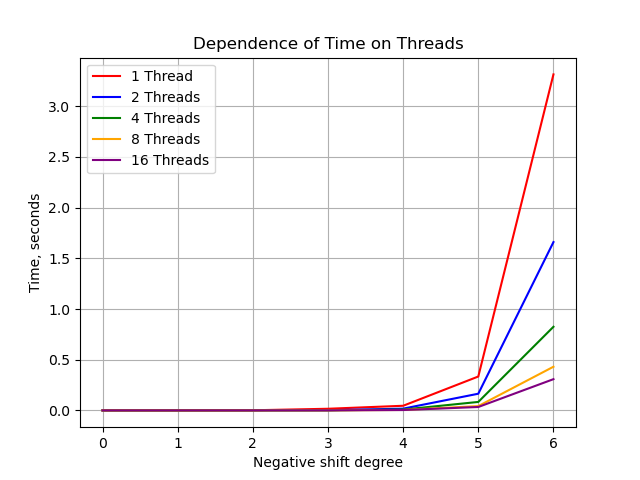 Dependence of Time on Threads
1 Thread
2 Threads
4 Threads
8 Threads
16 Threads
Time, seconds
3.0
2.5
2.0
1.5
1.0
0.5
0.0
0 1 2 3 4 5 6
Negative shift degree